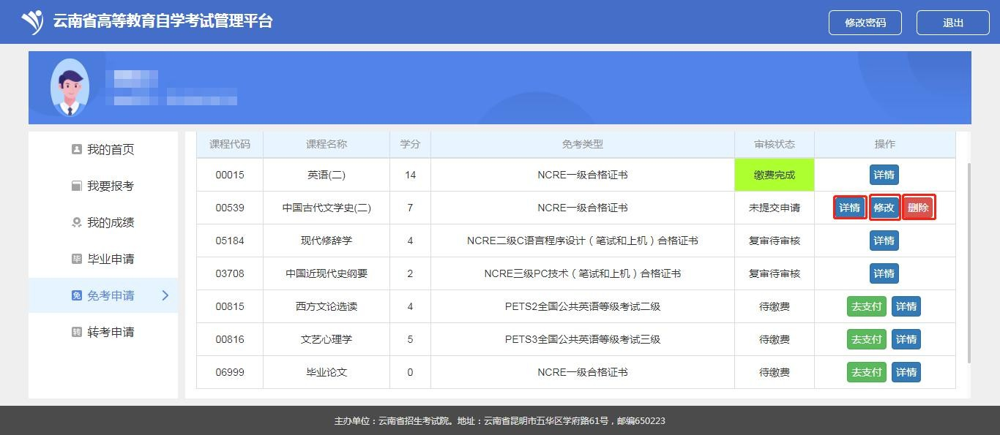 云南省高等教育自学考试管理平台 修改密码 退出
我的首页
我要报考
我的成绩
毕 毕业申请
免 免考申请
转 转考申请
课程代码 课程名称 学分 免考类型 审核状态 操作
00015 英语(二) 14 NCRE一级合格证书 缴费完成 详情
00539 中国古代文学史(二) 7 NCRE一级合格证书 未提交申请 详情 修改 删除
05184 现代修辞学 4 NCRE二级C语言程序设计（笔试和上机）合格证书 复审待审核 详情
03708 中国近现代史纲要 2 NCRE三级PC技术（笔试和上机）合格证书 复审待审核 详情
00815 西方文论选读 4 PETS2全国公共英语等级考试二级 待缴费 去支付 详情
00816 文艺心理学 5 PETS3全国公共英语等级考试三级 待缴费 去支付 详情
06999 毕业论文 0 NCRE一级合格证书 待缴费 去支付 详情
主办单位：云南省招生考试院。地址：云南省昆明市五华区学府路61号，邮编650223